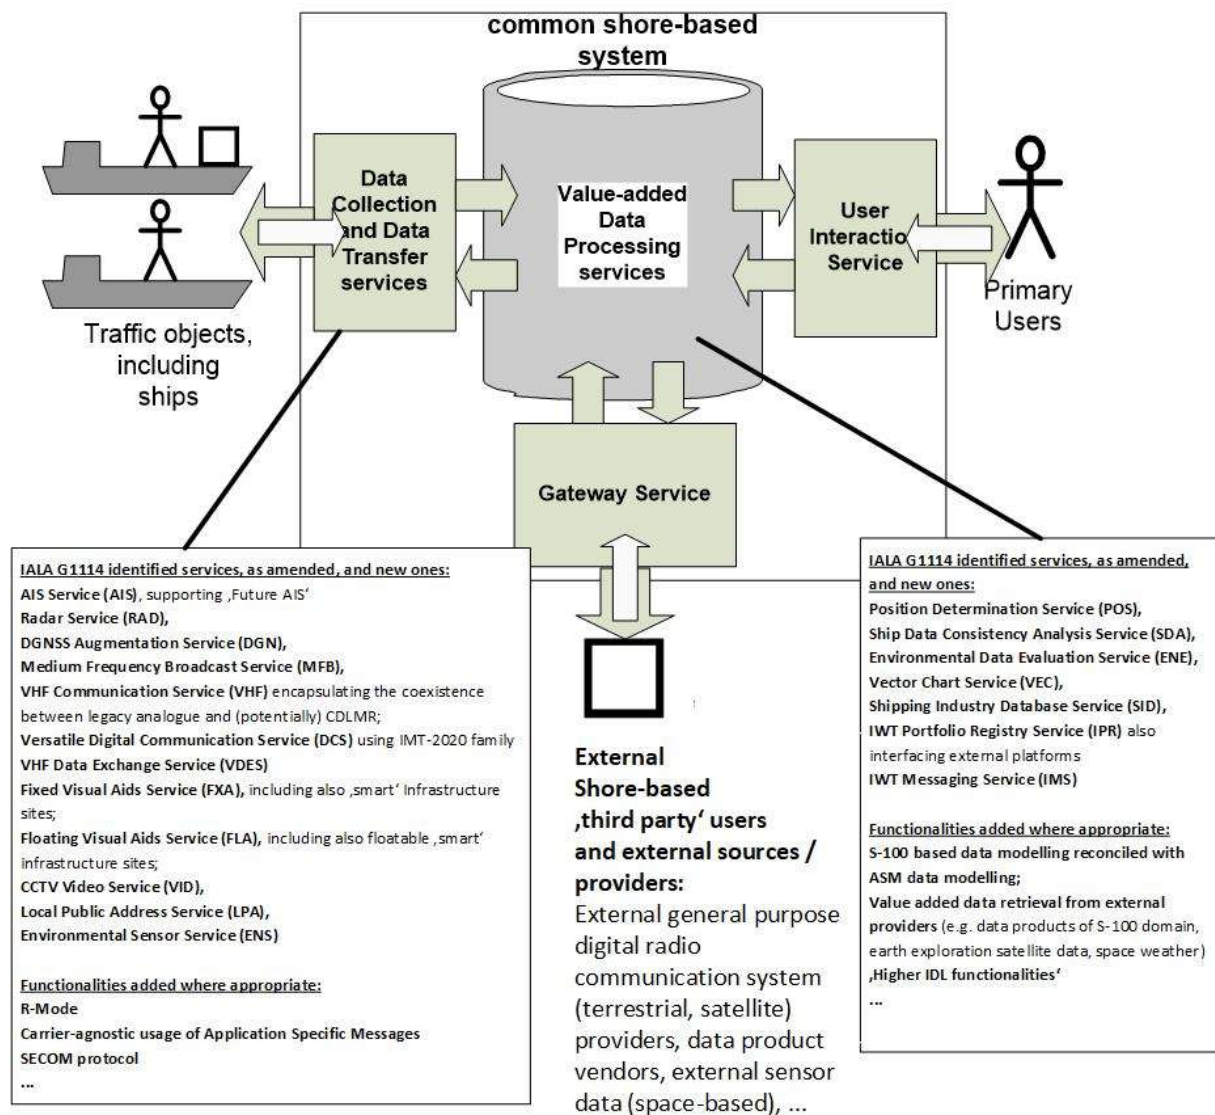 common shore-based
system
Data
Collection
and Data
Transfer
services
Value-added
Data
Processing
services
User
Interactio
Service
Primary
Users
Traffic objects,
including
ships
Gateway Service
IALA G1114 identified services, as amended, and new ones:
AIS Service (AIS), supporting ‚Future AIS‘
Radar Service (RAD),
DGNSS Augmentation Service (DGN),
Medium Frequency Broadcast Service (MFB),
VHF Communication Service (VHF) encapsulating the coexistence
between legacy analogue and (potentially) CDLMR;
Versatile Digital Communication Service (DCS) using IMT-2020 family
VHF Data Exchange Service (VDES)
Fixed Visual Aids Service (FXA), including also ‚smart‘ Infrastructure
sites;
Floating Visual Aids Service (FLA), including also floatable ‚smart‘
infrastructure sites;
CCTV Video Service (VID),
Local Public Address Service (LPA),
Environmental Sensor Service (ENS)
Functionalities added where appropriate:
R-Mode
Carrier-agnostic usage of Application Specific Messages
SECOM protocol
...
External
Shore-based
‚third party‘ users
and external sources /
providers:
External general purpose
digital radio
communication system
(terrestrial, satellite)
providers, data product
vendors, external sensor
data (space-based), ...
IALA G1114 identified services, as amended,
and new ones:
Position Determination Service (POS),
Ship Data Consistency Analysis Service (SDA),
Environmental Data Evaluation Service (ENE),
Vector Chart Service (VEC),
Shipping Industry Database Service (SID),
IWT Portfolio Registry Service (IPR) also
interfacing external platforms
IWT Messaging Service (IMS)
Functionalities added where appropriate:
S-100 based data modelling reconciled with
ASM data modelling;
Value added data retrieval from external
providers (e.g. data products of S-100 domain,
earth exploration satellite data, space weather)
‚Higher IDL functionalities‘
...